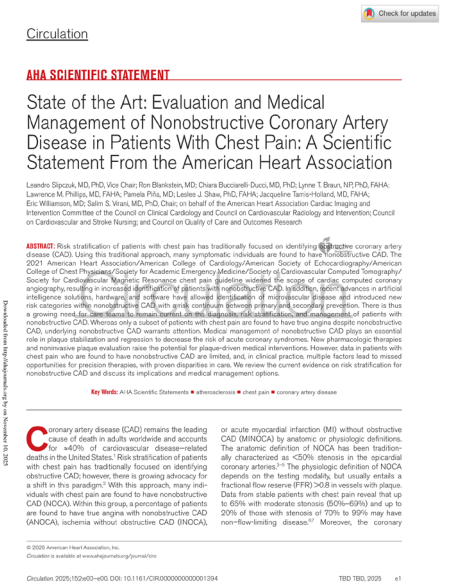 Check for updates
Circulation
AHA SCIENTIFIC STATEMENT
State of the Art: Evaluation and Medical
Management of Nonobstructive Coronary Artery
Disease in Patients With Chest Pain: A Scientific
Statement From the American Heart Association
Leandro Slipczuk, MD, PhD, Vice Chair; Ron Blankstein, MD; Chiara Bucciarelli-Ducci, MD, PhD; Lynne T. Braun, NP, PhD, FAHA;
Lawrence M. Phillips, MD, FAHA; Pamela Piña, MD; Leslee J. Shaw, PhD, FAHA; Jacqueline Tamis-Holland, MD, FAHA;
Eric Williamson, MD; Salim S. Virani, MD, PhD, Chair; on behalf of the American Heart Association Cardiac Imaging and
Intervention Committee of the Council on Clinical Cardiology and Council on Cardiovascular Radiology and Intervention; Council
on Cardiovascular and Stroke Nursing; and Council on Quality of Care and Outcomes Research
ABSTRACT: Risk stratification of patients with chest pain has traditionally focused on identifying obstructive coronary artery
disease (CAD). Using this traditional approach, many symptomatic individuals are found to have nonobstructive CAD. The
2021 American Heart Association/American College of Cardiology/American Society of Echocardiography/American
College of Chest Physicians/Society for Academic Emergency Medicine/Society of Cardiovascular Computed Tomography/
Society for Cardiovascular Magnetic Resonance chest pain guideline widened the scope of cardiac computed coronary
angiography, resulting in increased identification of patients with nonobstructive CAD. In addition, recent advances in artificial
intelligence solutions, hardware, and software have allowed identification of microvascular disease and introduced new
risk categories within nonobstructive CAD with a risk continuum between primary and secondary prevention. There is thus
a growing need for care teams to remain current on the diagnosis, risk stratification, and management of patients with
nonobstructive CAD. Whereas only a subset of patients with chest pain are found to have true angina despite nonobstructive
CAD, underlying nonobstructive CAD warrants attention. Medical management of nonobstructive CAD plays an essential
role in plaque stabilization and regression to decrease the risk of acute coronary syndromes. New pharmacologic therapies
and noninvasive plaque evaluation raise the potential for plaque-driven medical interventions. However, data in patients with
chest pain who are found to have nonobstructive CAD are limited, and, in clinical practice, multiple factors lead to missed
opportunities for precision therapies, with proven disparities in care. We review the current evidence on risk stratification for
nonobstructive CAD and discuss its implications and medical management options.
Key Words: AHA Scientific Statements ■ atherosclerosis ■ chest pain ■ coronary artery disease
Coronary artery disease (CAD) remains the leading
cause of death in adults worldwide and accounts
for ≈40% of cardiovascular disease–related
deaths in the United States.1 Risk stratification of patients
with chest pain has traditionally focused on identifying
obstructive CAD; however, there is growing advocacy for
a shift in this paradigm.2 With this approach, many indi-
viduals with chest pain are found to have nonobstructive
CAD (NOCA). Within this group, a percentage of patients
are found to have true angina with nonobstructive CAD
(ANOCA), ischemia without obstructive CAD (INOCA),
or acute myocardial infarction (MI) without obstructive
CAD (MINOCA) by anatomic or physiologic definitions.
The anatomic definition of NOCA has been tradition-
ally characterized as <50% stenosis in the epicardial
coronary arteries.3–5 The physiologic definition of NOCA
depends on the testing modality, but usually entails a
fractional flow reserve (FFR) >0.8 in vessels with plaque.
Data from stable patients with chest pain reveal that up
to 65% with moderate stenosis (50%–69%) and up to
20% of those with stenosis of 70% to 99% may have
non–flow-limiting disease.6,7 Moreover, the coronary
© 2025 American Heart Association, Inc.
Circulation is available at www.ahajournals.org/journal/circ
Circulation. 2025;152:e00–e00. DOI: 10.1161/CIR.0000000000001394
TBD TBD, 2025
e1
Downloaded from http://ahajournals.org by on November 10, 2025